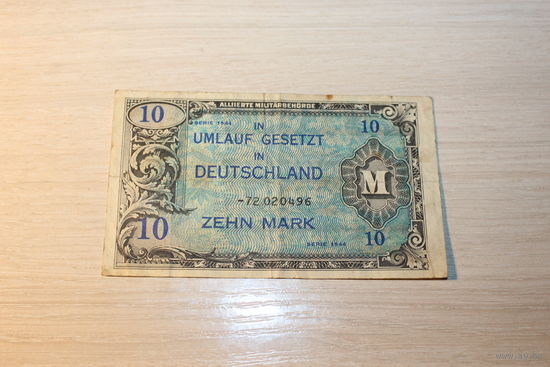 ALLIIERTE MILITÄRBEHÖRDE
10
SERIE 1944
IN
10
UMLAUF GESETZT
IN
DEUTSCHLAND
M
-72 020496
10
ZEHN MARK
SERIE 1944
10